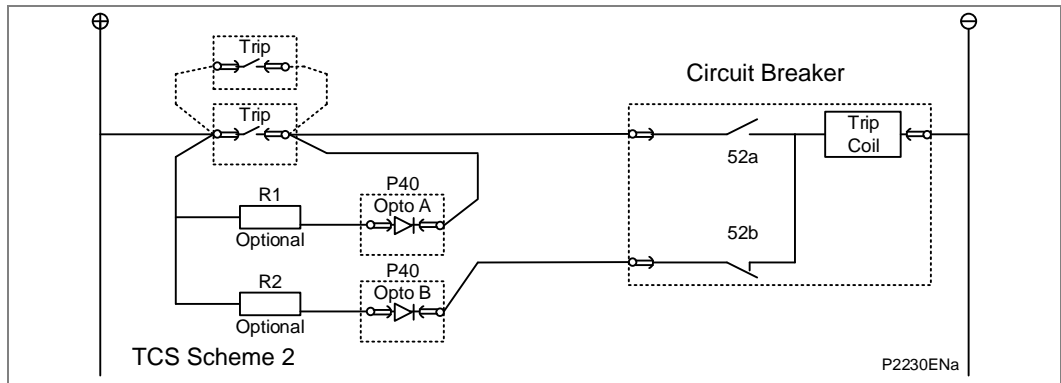 Trip
Circuit Breaker
Trip
Trip
Coil
52a
R1
Optional
P40
Opto A
52b
R2
Optional
P40
Opto B
TCS Scheme 2
P2230ENa